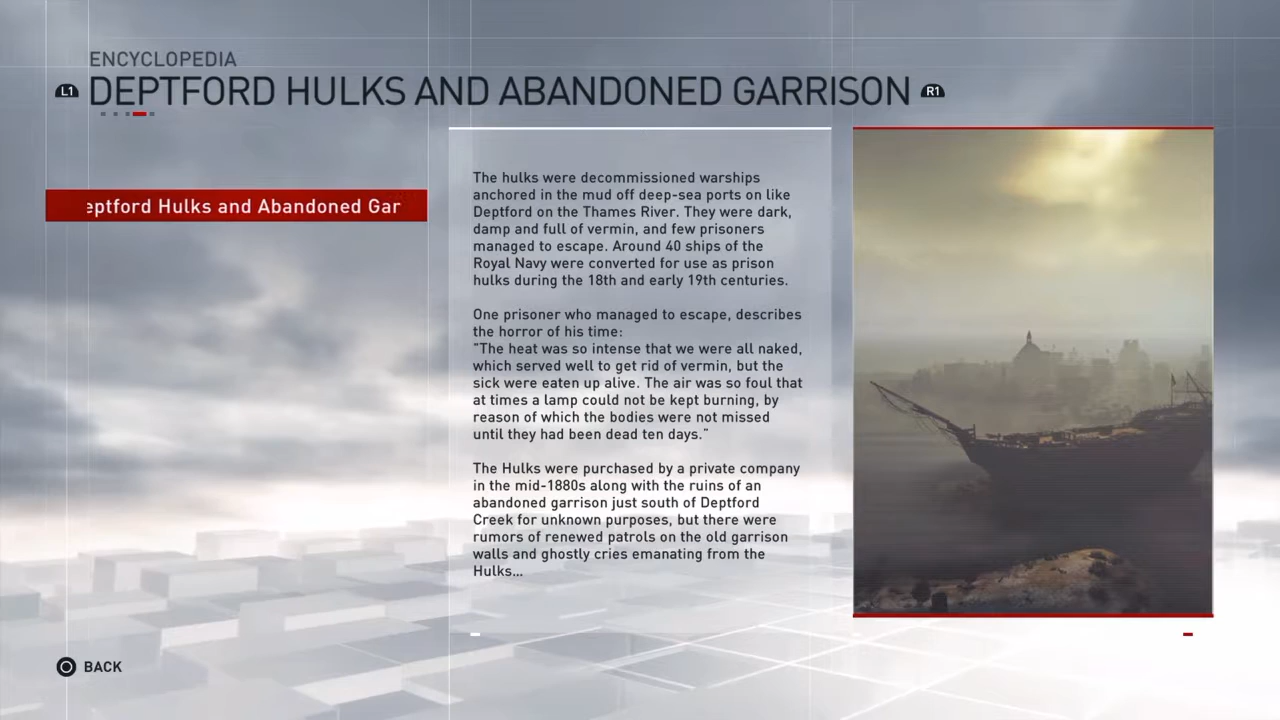 ENCYCLOPEDIA
L1 DEPTFORD HULKS AND ABANDONED GARRISON R1
eptford Hulks and Abandoned Gar
The hulks were decommissioned warships
anchored in the mud off deep-sea ports on like
Deptford on the Thames River. They were dark,
damp and full of vermin, and few prisoners
managed to escape. Around 40 ships of the
Royal Navy were converted for use as prison
hulks during the 18th and early 19th centuries.
One prisoner who managed to escape, describes
the horror of his time:
"The heat was so intense that we were all naked,
which served well to get rid of vermin, but the
sick were eaten up alive. The air was so foul that
at times a lamp could not be kept burning, by
reason of which the bodies were not missed
until they had been dead ten days."
The Hulks were purchased by a private company
in the mid-1880s along with the ruins of an
abandoned garrison just south of Deptford
Creek for unknown purposes, but there were
rumors of renewed patrols on the old garrison
walls and ghostly cries emanating from the
Hulks...
BACK